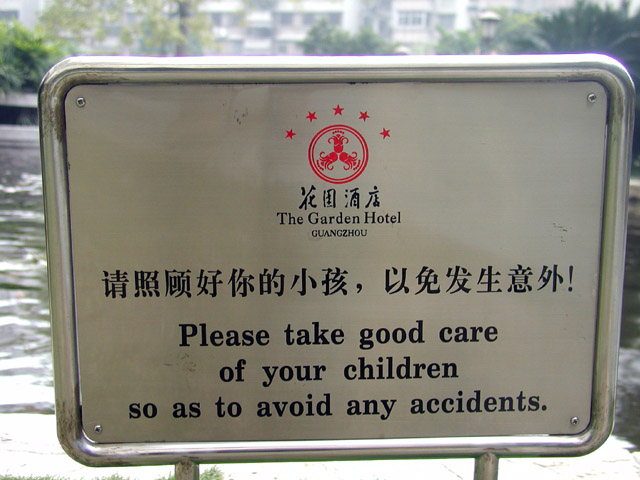 花园酒店
The Garden Hotel
GUANGZHOU
请照顾好你的小孩，以免发生意外！
Please take good care
of your children
so as to avoid any accidents.